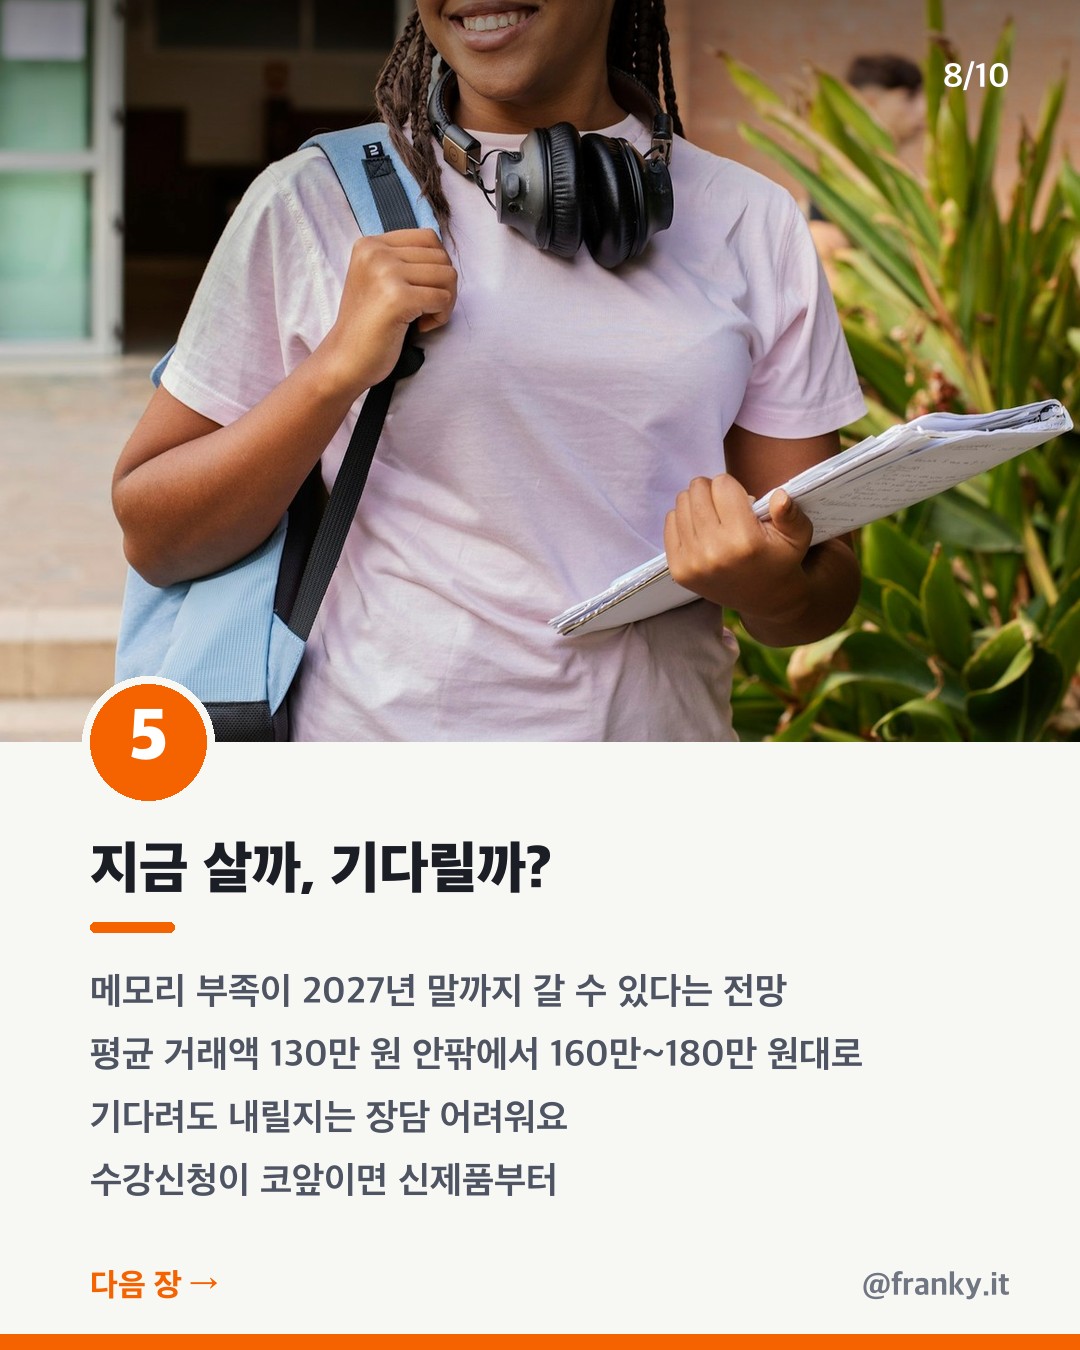 8/10
5
지금 살까, 기다릴까?
메모리 부족이 2027년 말까지 갈 수 있다는 전망
평균 거래액 130만 원 안팎에서 160만~180만 원대로
기다려도 내릴지는 장담 어려워요
수강신청이 코앞이면 신제품부터
다음 장 →
@franky.it